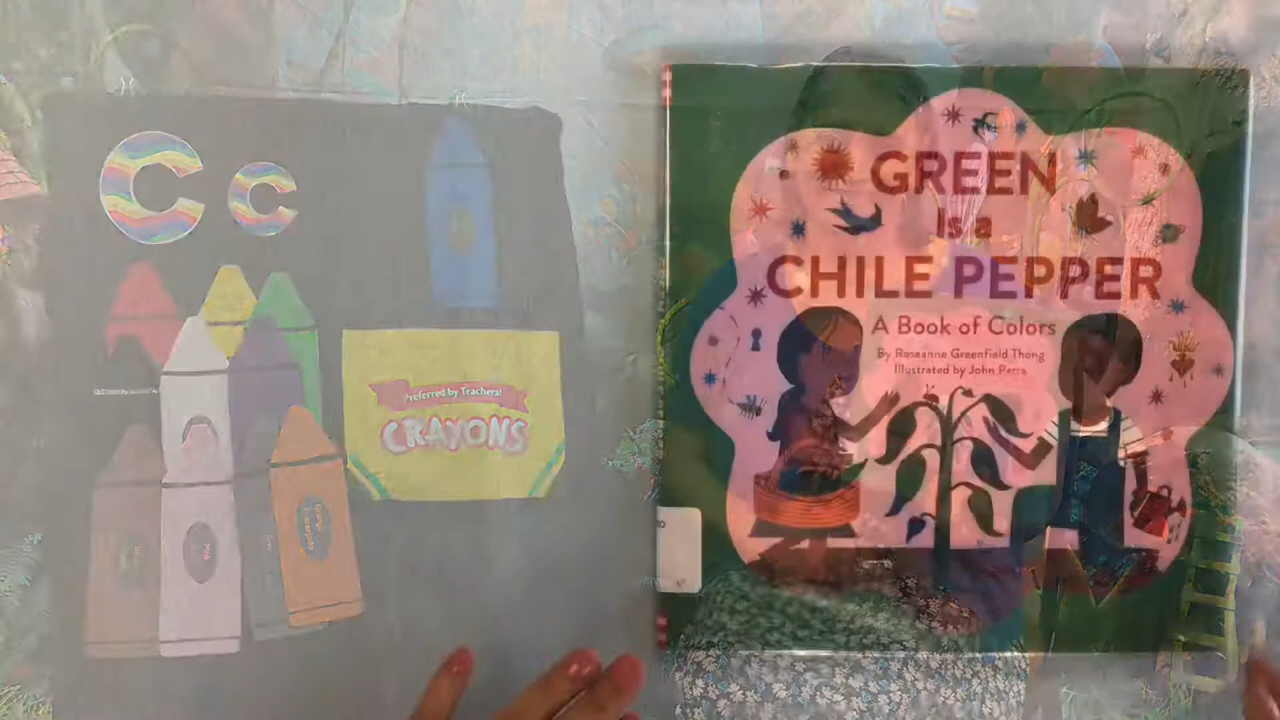 C c
Preferred by Teachers!
CRAYONS
Pink
GREEN
is a
CHILE PEPPER
A Book of Colors
By Roseanne Greenfield Thong
Illustrated by John Parra